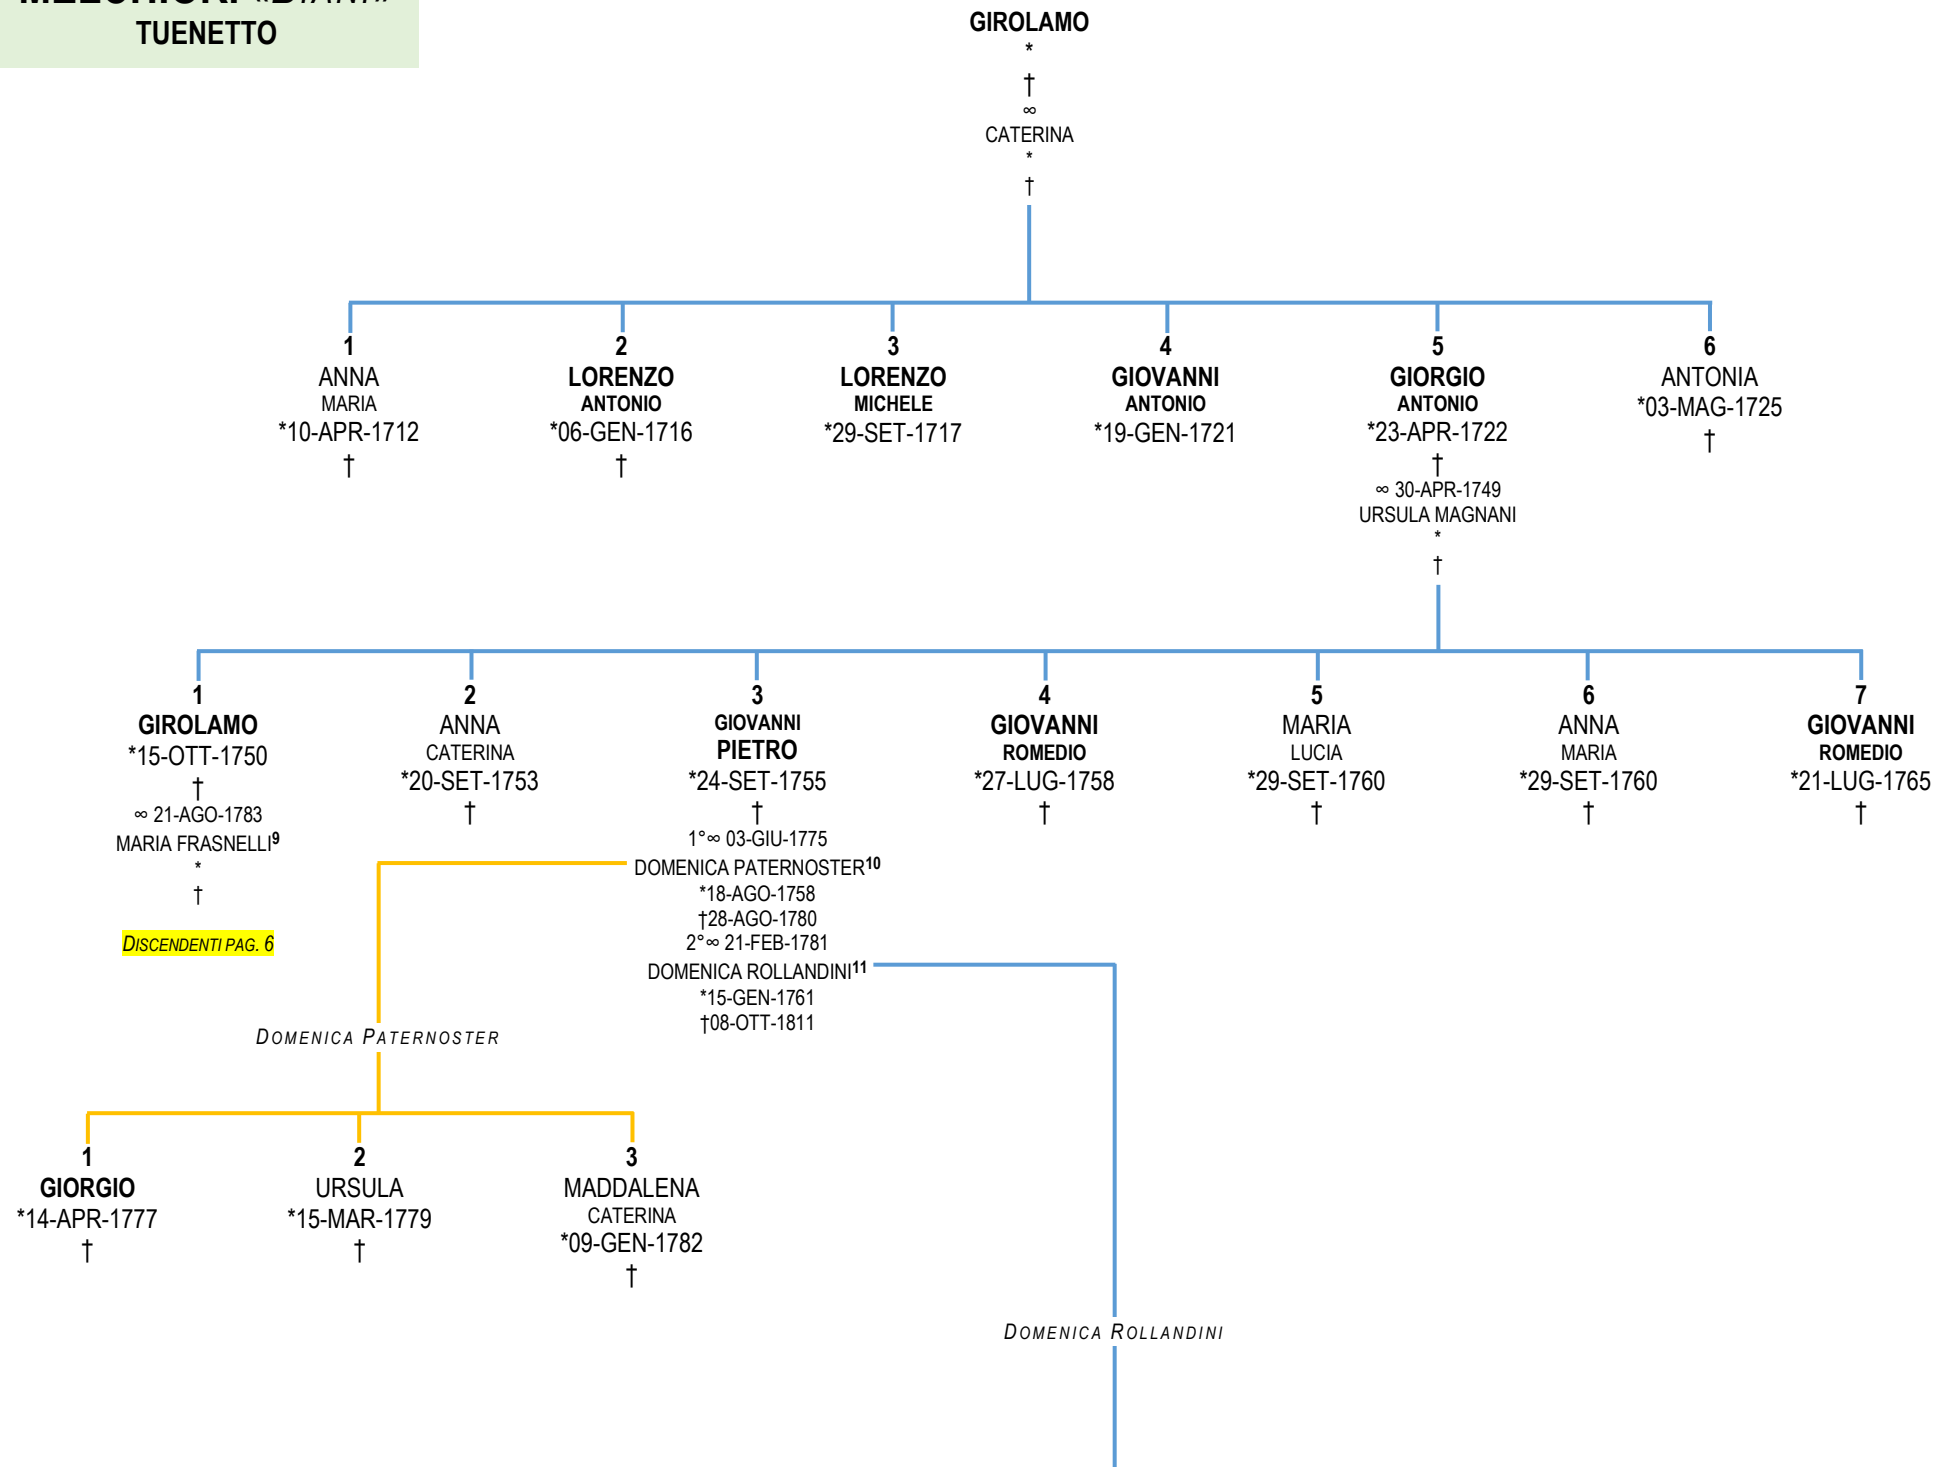 TUENETTO
GIROLAMO
*
†
∞
CATERINA
*
†
1
ANNA
MARIA
*10-APR-1712
†
2
LORENZO
ANTONIO
*06-GEN-1716
†
3
LORENZO
MICHELE
*29-SET-1717
4
GIOVANNI
ANTONIO
*19-GEN-1721
5
GIORGIO
ANTONIO
*23-APR-1722
†
∞ 30-APR-1749
URSULA MAGNANI
*
†
6
ANTONIA
*03-MAG-1725
†
1
GIROLAMO
*15-OTT-1750
†
∞ 21-AGO-1783
MARIA FRASNELLI9
*
†
DISCENDENTI PAG. 6
2
ANNA
CATERINA
*20-SET-1753
†
3
GIOVANNI
PIETRO
*24-SET-1755
†
1°∞ 03-GIU-1775
DOMENICA PATERNOSTER10
*18-AGO-1758
†28-AGO-1780
2°∞ 21-FEB-1781
DOMENICA ROLLANDINI11
*15-GEN-1761
†08-OTT-1811
4
GIOVANNI
ROMEDIO
*27-LUG-1758
†
5
MARIA
LUCIA
*29-SET-1760
†
6
ANNA
MARIA
*29-SET-1760
†
7
GIOVANNI
ROMEDIO
*21-LUG-1765
†
DOMENICA PATERNOSTER
1
GIORGIO
*14-APR-1777
†
2
URSULA
*15-MAR-1779
†
3
MADDALENA
CATERINA
*09-GEN-1782
†
DOMENICA ROLLANDINI